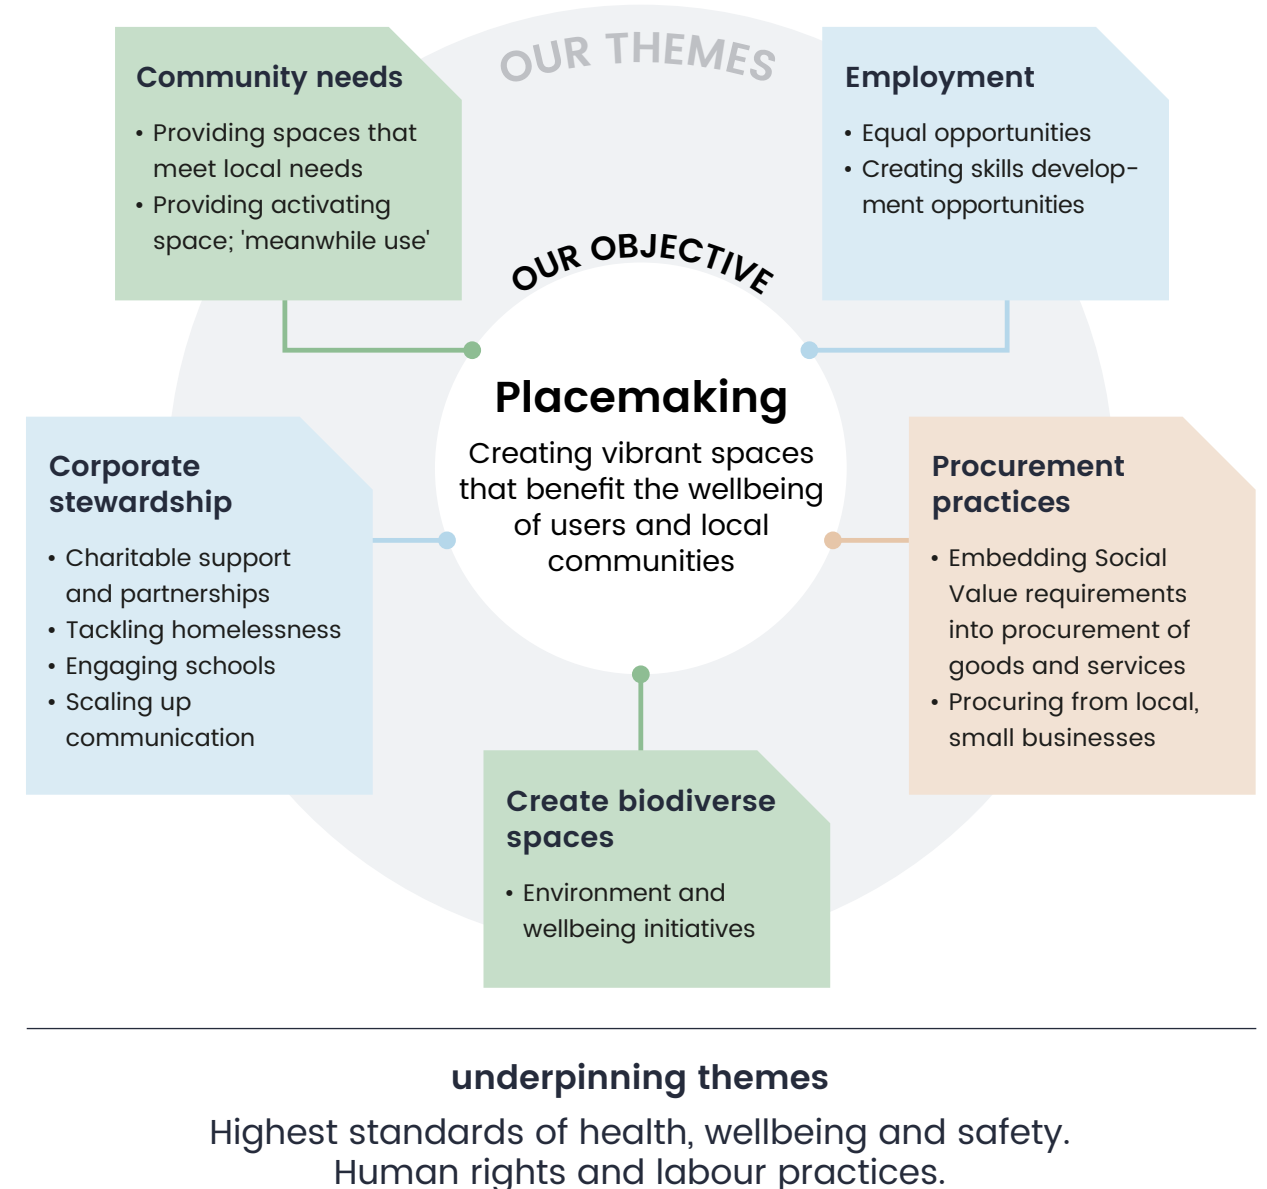 OUR THEMES
Community needs
• Providing spaces that
meet local needs
• Providing activating
space; 'meanwhile use'
Employment
• Equal opportunities
• Creating skills develop-
ment opportunities
OUR OBJECTIVE
Placemaking
Creating vibrant spaces
that benefit the wellbeing
of users and local
communities
Corporate
stewardship
• Charitable support
and partnerships
• Tackling homelessness
• Engaging schools
• Scaling up
communication
Procurement
practices
• Embedding Social
Value requirements
into procurement of
goods and services
• Procuring from local,
small businesses
Create biodiverse
spaces
• Environment and
wellbeing initiatives
underpinning themes
Highest standards of health, wellbeing and safety.
Human rights and labour practices.